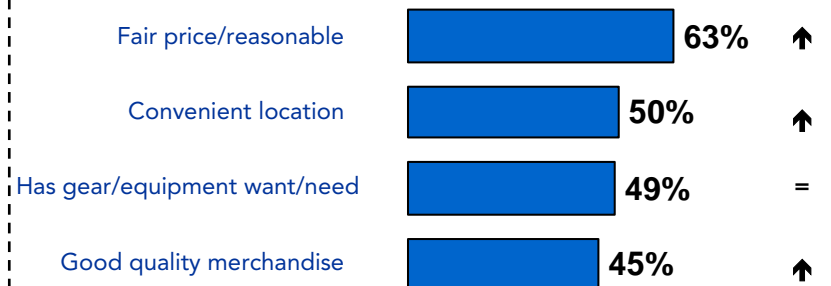 Fair price/reasonable 63% ↑
Convenient location 50% ↑
Has gear/equipment want/need 49% =
Good quality merchandise 45% ↑